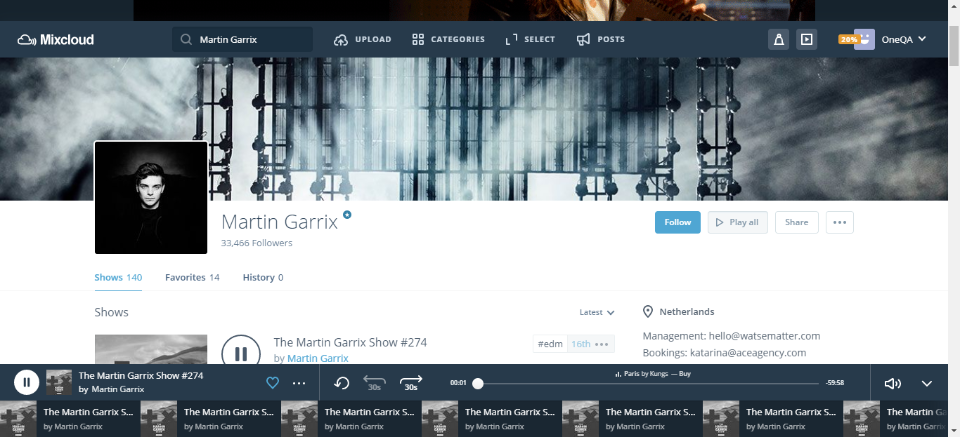 Mixcloud
Martin Garrix
UPLOAD
CATEGORIES
SELECT
POSTS
20%
OneQA
Martin Garrix
33,466 Followers
Follow
Play all
Share
Shows 140
Favorites 14
History 0
Shows
Latest
The Martin Garrix Show #274
by Martin Garrix
#edm 16th
Netherlands
Management: hello@watsematter.com
Bookings: katarina@aceagency.com
The Martin Garrix Show #274
by Martin Garrix
30s
30s
00:01
Paris by Kungs — Buy
-59:58
The Martin Garrix S...
by Martin Garrix
The Martin Garrix S...
by Martin Garrix
The Martin Garrix S...
by Martin Garrix
The Martin Garrix S...
by Martin Garrix
The Martin Garrix S...
by Martin Garrix
The Martin Garrix S...
by Martin Garrix
The Martin G
by Martin Garrix